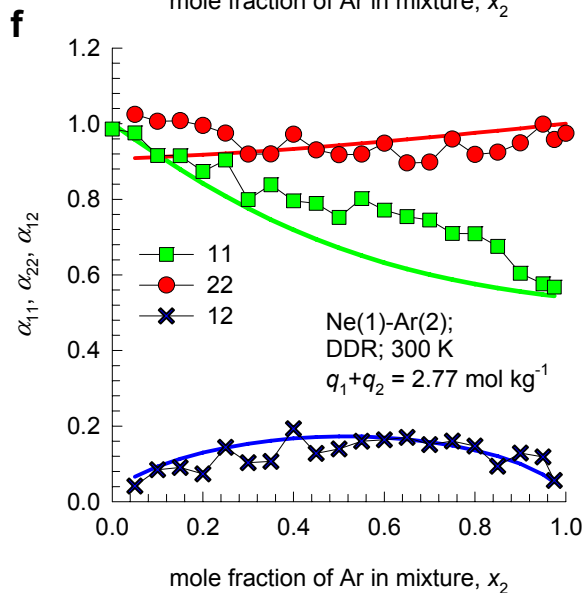 mole fraction of Ar in mixture, x₂
f
1.2
1.0
0.8
0.6
0.4
0.2
0.0
α₁₁, α₂₂, α₁₂
11
22
12
Ne(1)-Ar(2);
DDR; 300 K
q₁+q₂ = 2.77 mol kg⁻¹
0.0 0.2 0.4 0.6 0.8 1.0
mole fraction of Ar in mixture, x₂